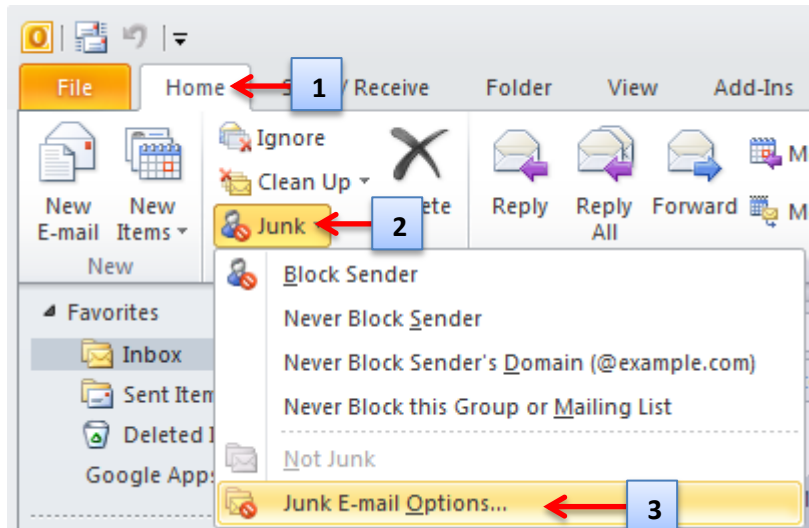 File Home 1 / Receive Folder View Add-Ins
Ignore
Clean Up
New E-mail
New Items
Junk 2
Reply
Reply All
Forward
M
M
New
Block Sender
Never Block Sender
Never Block Sender's Domain (@example.com)
Never Block this Group or Mailing List
Not Junk
Junk E-mail Options... 3
Favorites
Inbox
Sent Item
Deleted I
Google App